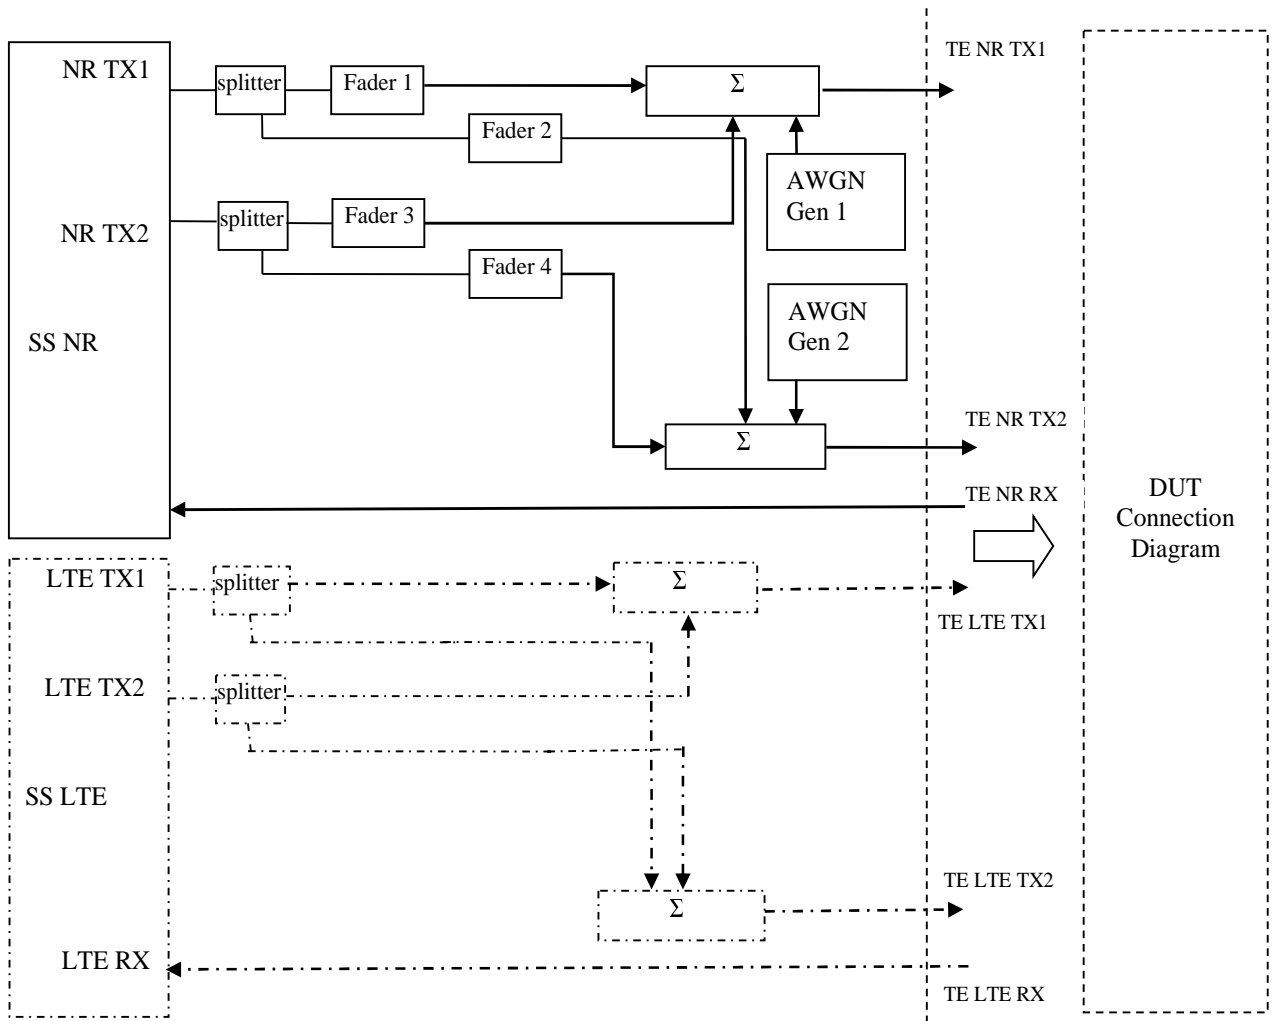 NR TX1
splitter
Fader 1
Σ
TE NR TX1
Fader 2
AWGN
Gen 1
NR TX2
splitter
Fader 3
Fader 4
AWGN
Gen 2
SS NR
Σ
TE NR TX2
TE NR RX
DUT
Connection
Diagram
LTE TX1
splitter
Σ
TE LTE TX1
LTE TX2
splitter
SS LTE
Σ
TE LTE TX2
LTE RX
TE LTE RX